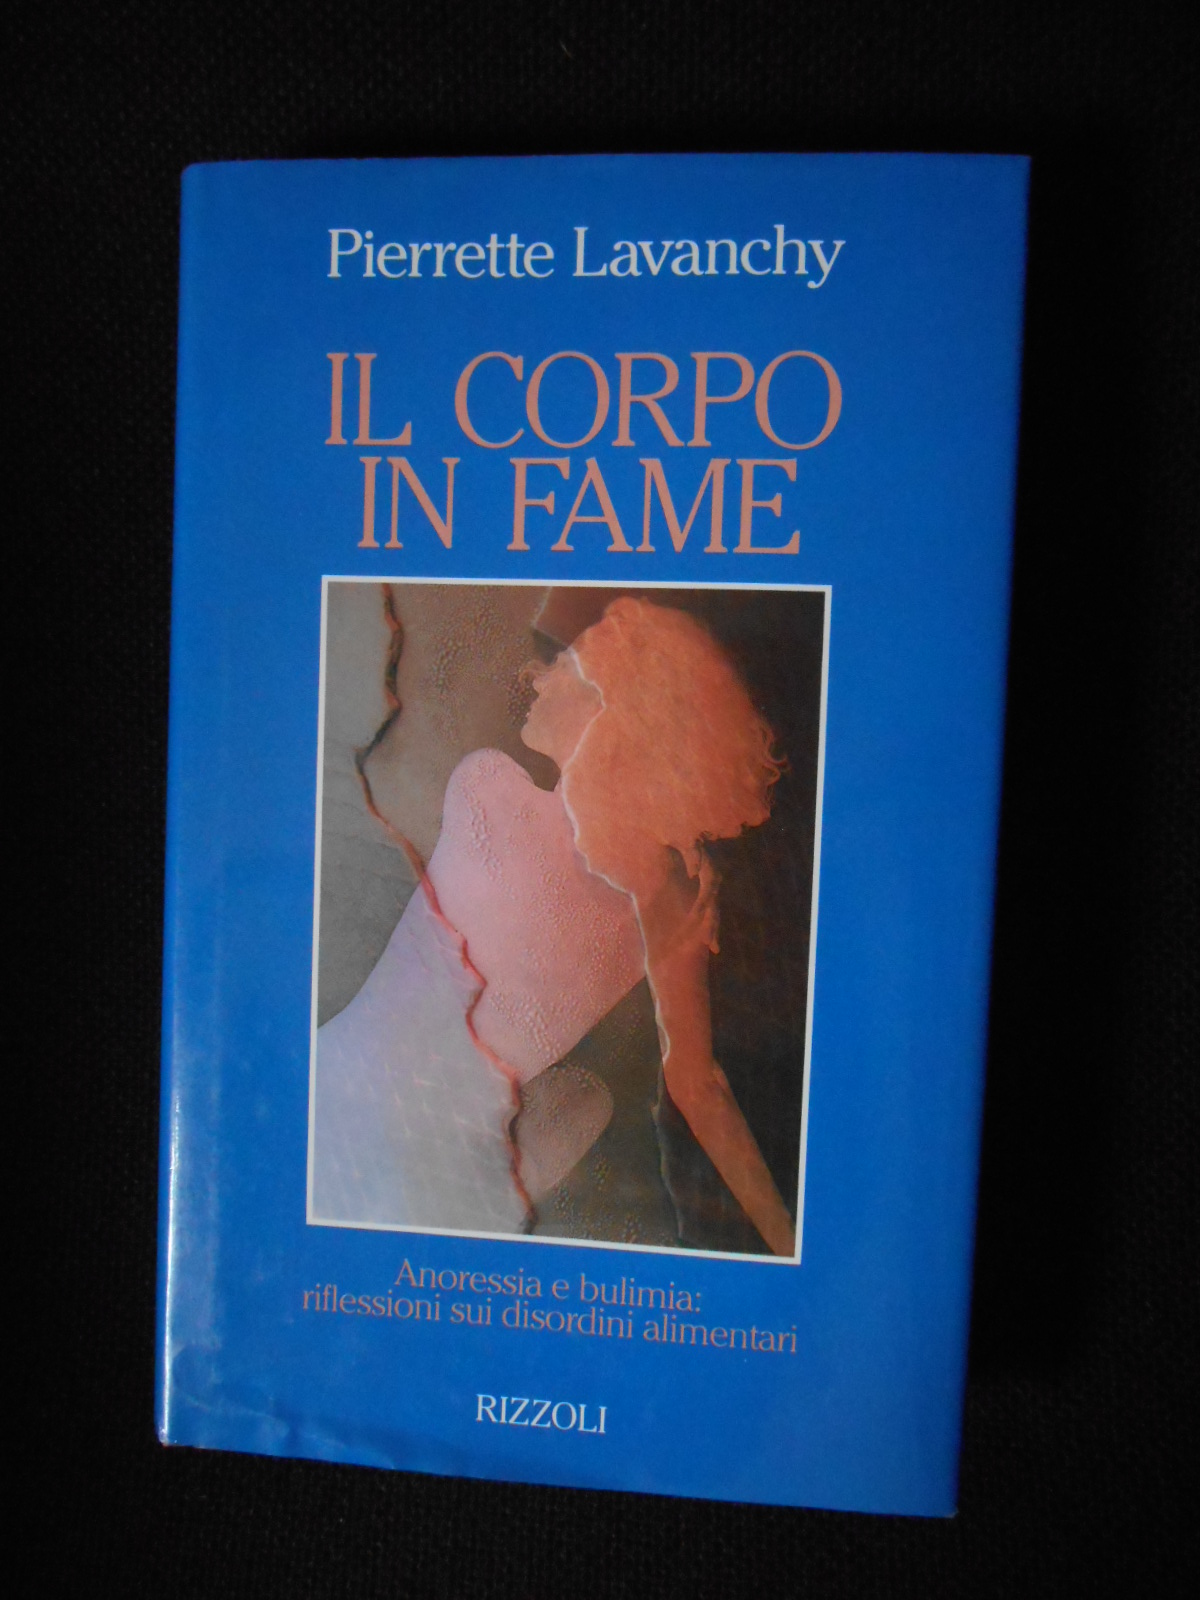 Pierrette Lavanchy
IL CORPO
IN FAME
Anoressia e bulimia:
riflessioni sui disordini alimentari
RIZZOLI